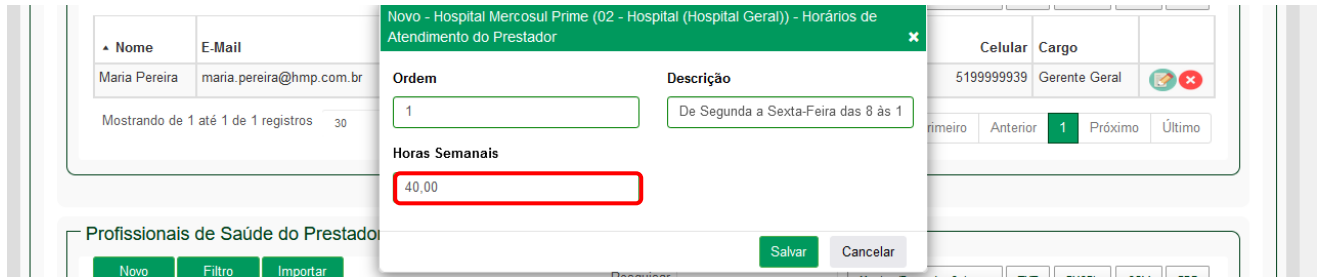 Novo - Hospital Mercosul Prime (02 - Hospital (Hospital Geral)) - Horários de
Atendimento do Prestador
Nome E-Mail Celular Cargo
Maria Pereira maria.pereira@hmp.com.br 5199999939 Gerente Geral
Ordem Descrição
1 De Segunda a Sexta-Feira das 8 às 1
Mostrando de 1 até 1 de 1 registros 30 Anterior 1 Próximo Último
Horas Semanais
40,00
Profissionais de Saúde do Prestador
Salvar Cancelar
Novo Filtro Importar